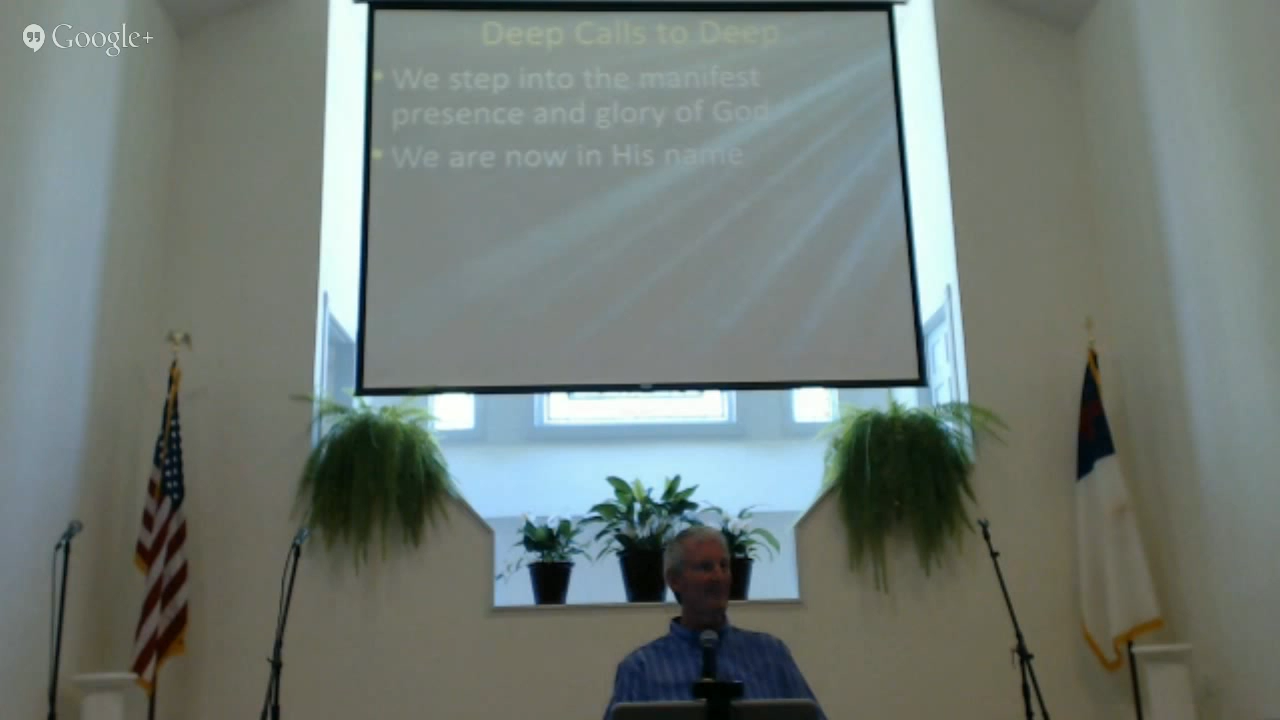 Google+
Deep Calls to Deep
• We step into the manifest
presence and glory of God
• We are now in His name